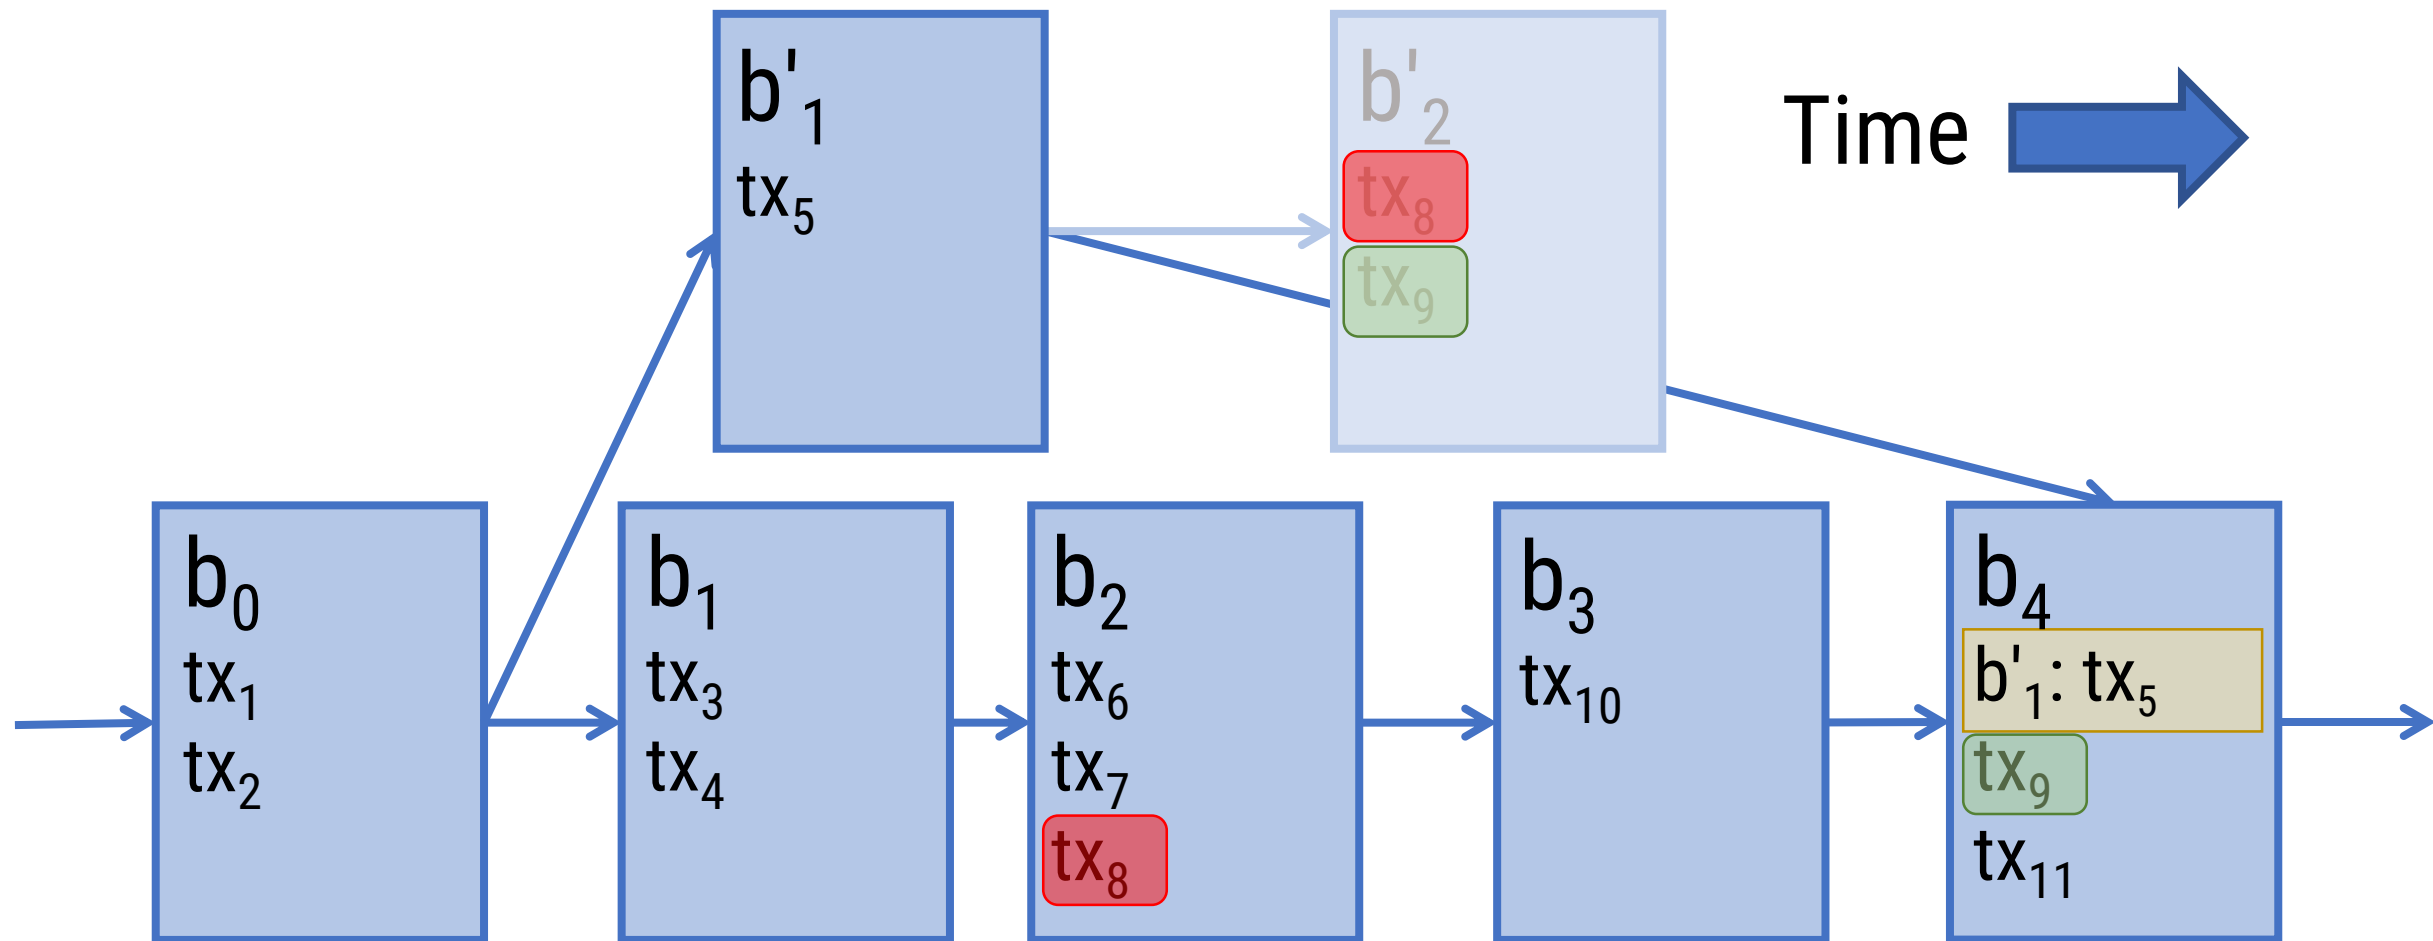 b'₁
tx₅
b'₂
tx₈
tx₉
Time
b₀
tx₁
tx₂
b₁
tx₃
tx₄
b₂
tx₆
tx₇
tx₈
b₃
tx₁₀
b₄
b'₁: tx₅
tx₉
tx₁₁